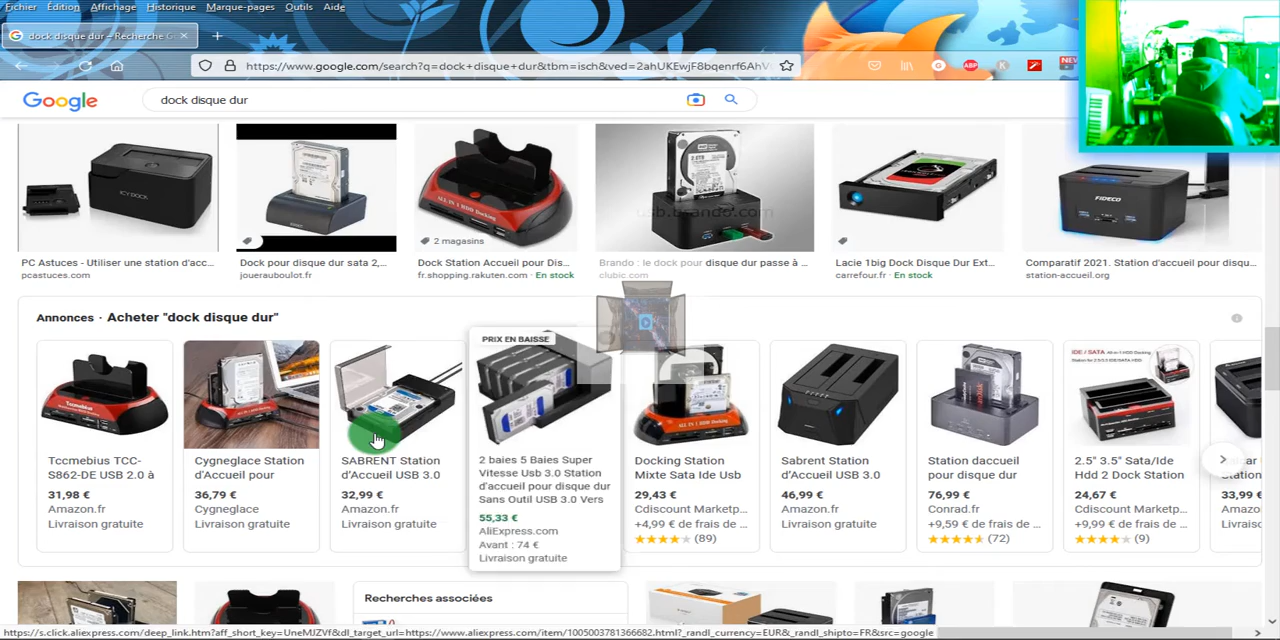 Fichier Édition Affichage Historique Marque-pages Outils Aide
dock disque dur – Recherche G
https://www.google.com/search?q=dock+disque+dur&tbm=isch&ved=2ahUKEwjF8bqenrf6AhV
ABP
NEW
Google
dock disque dur
ICY DOCK
usb.brando.com
FIDECO
2 magasins
PC Astuces - Utiliser une station d'acc...
Dock pour disque dur sata 2,...
Dock Station Accueil pour Dis...
Brando : le dock pour disque dur passe à ...
Lacie 1big Dock Disque Dur Ext...
Comparatif 2021. Station d'accueil pour disqu...
pcastuces.com
jouerauboulot.fr
fr.shopping.rakuten.com · En stock
clubic.com
carrefour.fr · En stock
station-accueil.org
Annonces · Acheter "dock disque dur"
PRIX EN BAISSE
Tccmebius TCC-
S862-DE USB 2.0 à
31,98 €
Amazon.fr
Livraison gratuite
Cygneglace Station
d'Accueil pour
36,79 €
Cygneglace
Livraison gratuite
SABRENT Station
d'Accueil USB 3.0
32,99 €
Amazon.fr
Livraison gratuite
2 baies 5 Baies Super
Vitesse Usb 3.0 Station
d'accueil pour disque dur
Sans Outil USB 3.0 Vers
55,33 €
AliExpress.com
Avant : 74 €
Livraison gratuite
Docking Station
Mixte Sata Ide Usb
29,43 €
Cdiscount Marketp...
+4,99 € de frais de ...
(89)
Sabrent Station
d'Accueil USB 3.0
46,99 €
Amazon.fr
Livraison gratuite
Station daccueil
pour disque dur
76,99 €
Conrad.fr
+9,59 € de frais de ...
(72)
IDE / SATA
2.5" 3.5" Sata/Ide
Hdd 2 Dock Station
24,67 €
Cdiscount Marketp...
+9,99 € de frais de ...
(9)
33,99
Amazo
Livrais
Recherches associées
https://s.click.aliexpress.com/deep_link.htm?aff_short_key=UneMJZVf&dl_target_url=https://www.aliexpress.com/item/1005003781366682.html?_randl_currency=EUR&_randl_shipto=FR&src=google